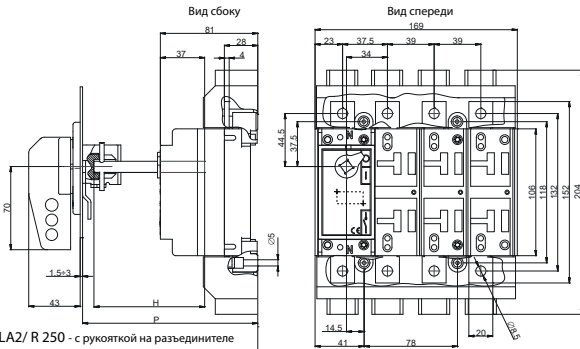 Вид сбоку
Вид спереди
81
169
37
28
4
23
37.5
39
39
34
44.5
37.5
70
Ø5
106
118
132
152
204
N
N
CE
1.5÷3
43
H
P
14.5
20
Ø8.5
41
78
LA2/ R 250 - с рукояткой на разъединителе